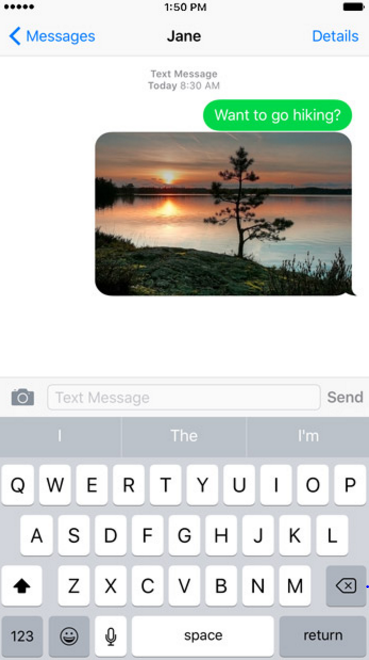 1:50 PM
Messages Jane Details
Text Message
Today 8:30 AM
Want to go hiking?
Text Message Send
I The I'm
Q W E R T Y U I O P
A S D F G H J K L
Z X C V B N M
123 space return